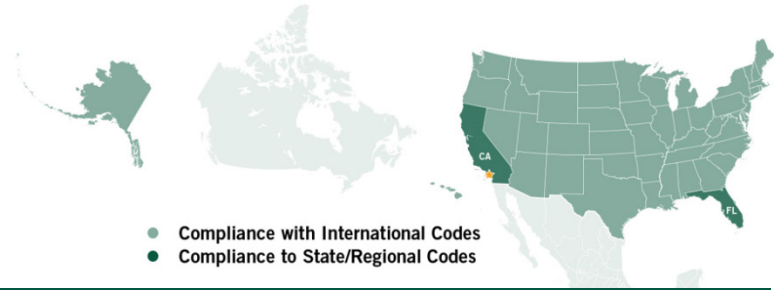 CA
FL
Compliance with International Codes
Compliance to State/Regional Codes